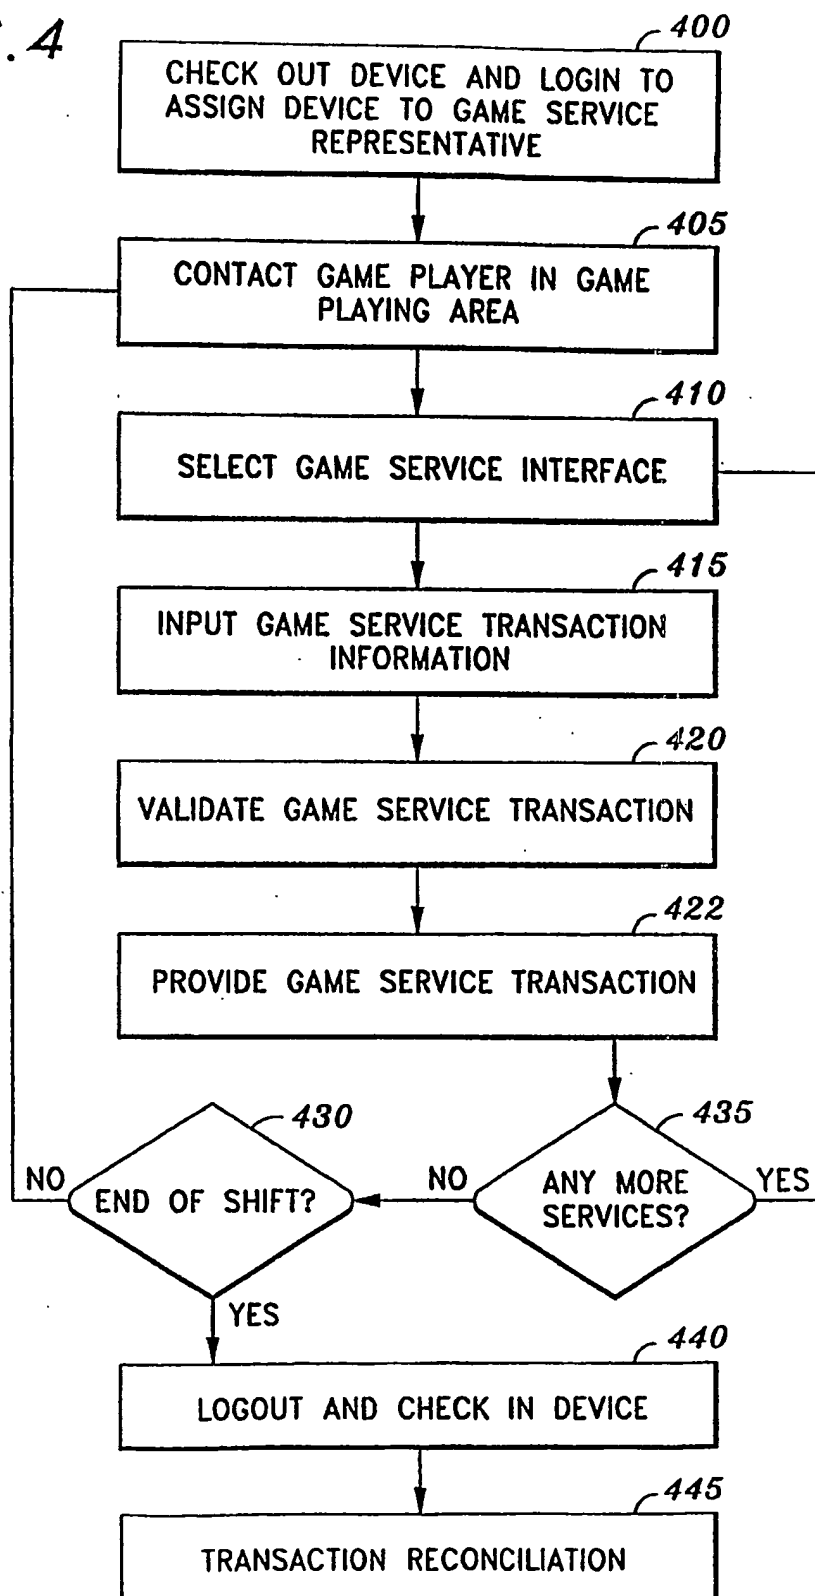 . 4
400
CHECK OUT DEVICE AND LOGIN TO
ASSIGN DEVICE TO GAME SERVICE
REPRESENTATIVE
405
CONTACT GAME PLAYER IN GAME
PLAYING AREA
410
SELECT GAME SERVICE INTERFACE
415
INPUT GAME SERVICE TRANSACTION
INFORMATION
420
VALIDATE GAME SERVICE TRANSACTION
422
PROVIDE GAME SERVICE TRANSACTION
430
435
NO
END OF SHIFT?
NO
ANY MORE
SERVICES?
YES
YES
440
LOGOUT AND CHECK IN DEVICE
445
TRANSACTION RECONCILIATION